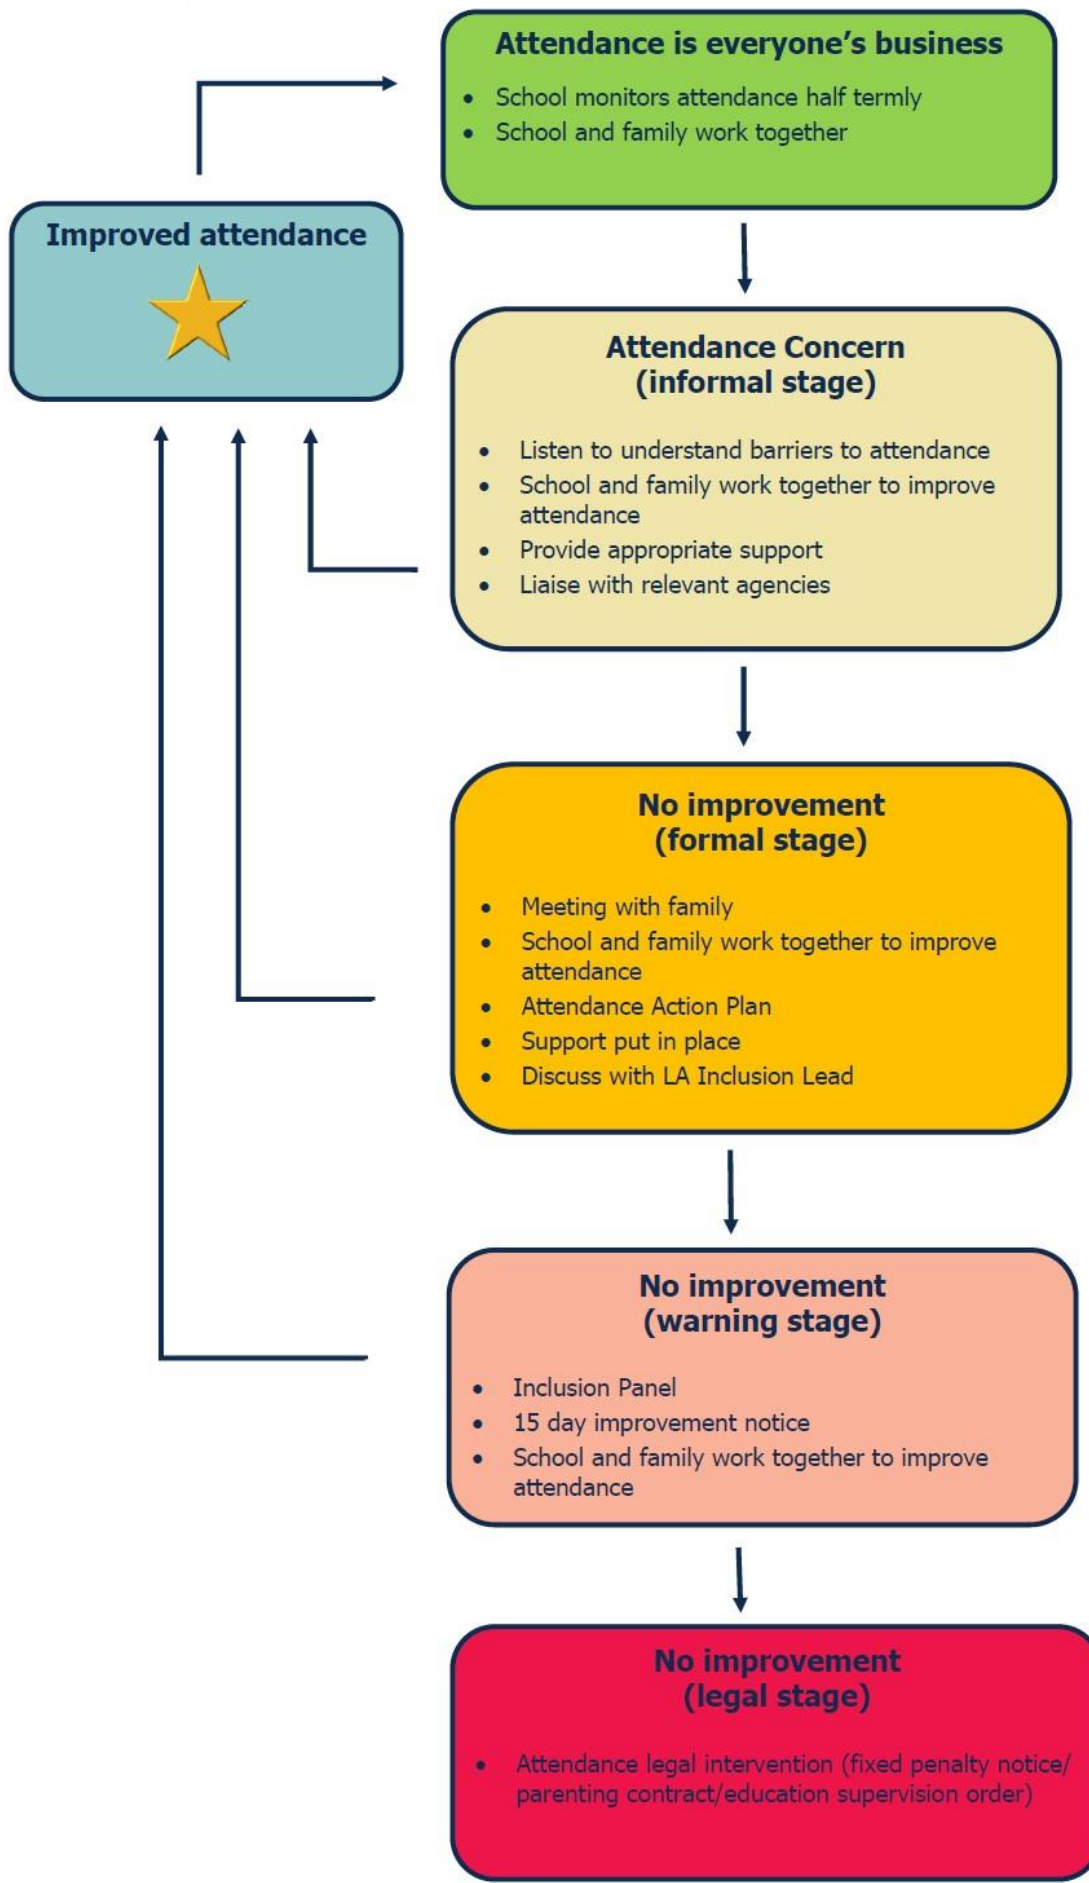 Attendance is everyone's business
• School monitors attendance half termly
• School and family work together
Improved attendance
Attendance Concern
(informal stage)
• Listen to understand barriers to attendance
• School and family work together to improve
attendance
• Provide appropriate support
• Liaise with relevant agencies
No improvement
(formal stage)
• Meeting with family
• School and family work together to improve
attendance
• Attendance Action Plan
• Support put in place
• Discuss with LA Inclusion Lead
No improvement
(warning stage)
• Inclusion Panel
• 15 day improvement notice
• School and family work together to improve
attendance
No improvement
(legal stage)
• Attendance legal intervention (fixed penalty notice/
parenting contract/education supervision order)